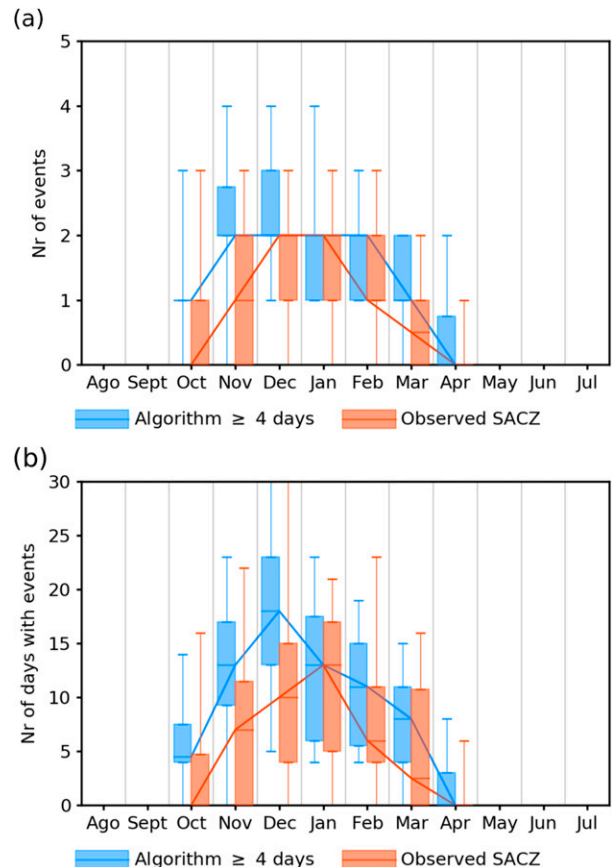 (a)
5
4
3
2
1
0
Nr of events
Ago Sept Oct Nov Dec Jan Feb Mar Apr May Jun Jul
Algorithm ≥ 4 days Observed SACZ
(b)
30
25
20
15
10
5
0
Nr of days with events
Ago Sept Oct Nov Dec Jan Feb Mar Apr May Jun Jul
Algorithm ≥ 4 days Observed SACZ